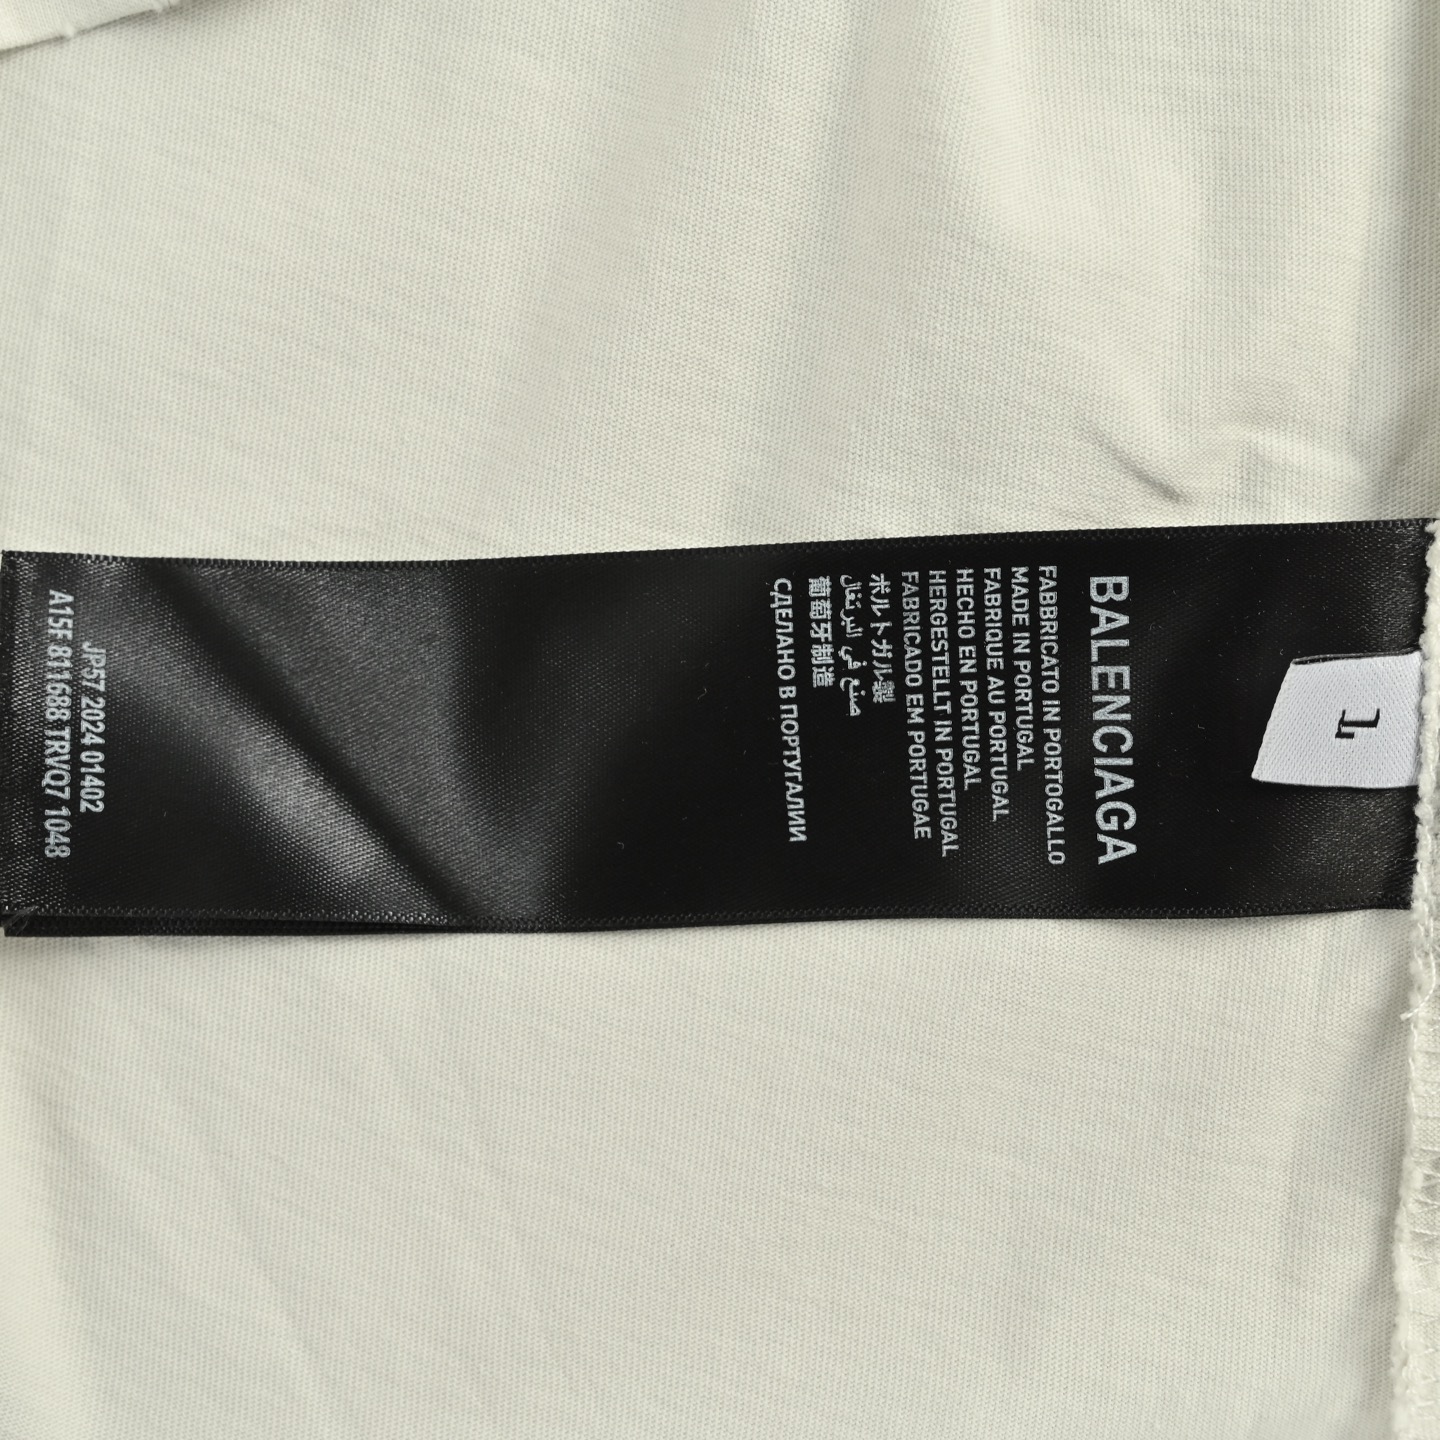 1
BALENCIAGA
FABBRICATO IN PORTOGALLO
MADE IN PORTUGAL
FABRIQUE AU PORTUGAL
HECHO EN PORTUGAL
HERGESTELLT IN PORTUGAL
FABRICADO EM PORTUGAE
ポルトガル製
صنع في البرتغال
葡萄牙制造
СДЕЛАНО В ПОРТУГАЛИИ
JP57 2024 01402
A15F 811688 TRVQ7 1048